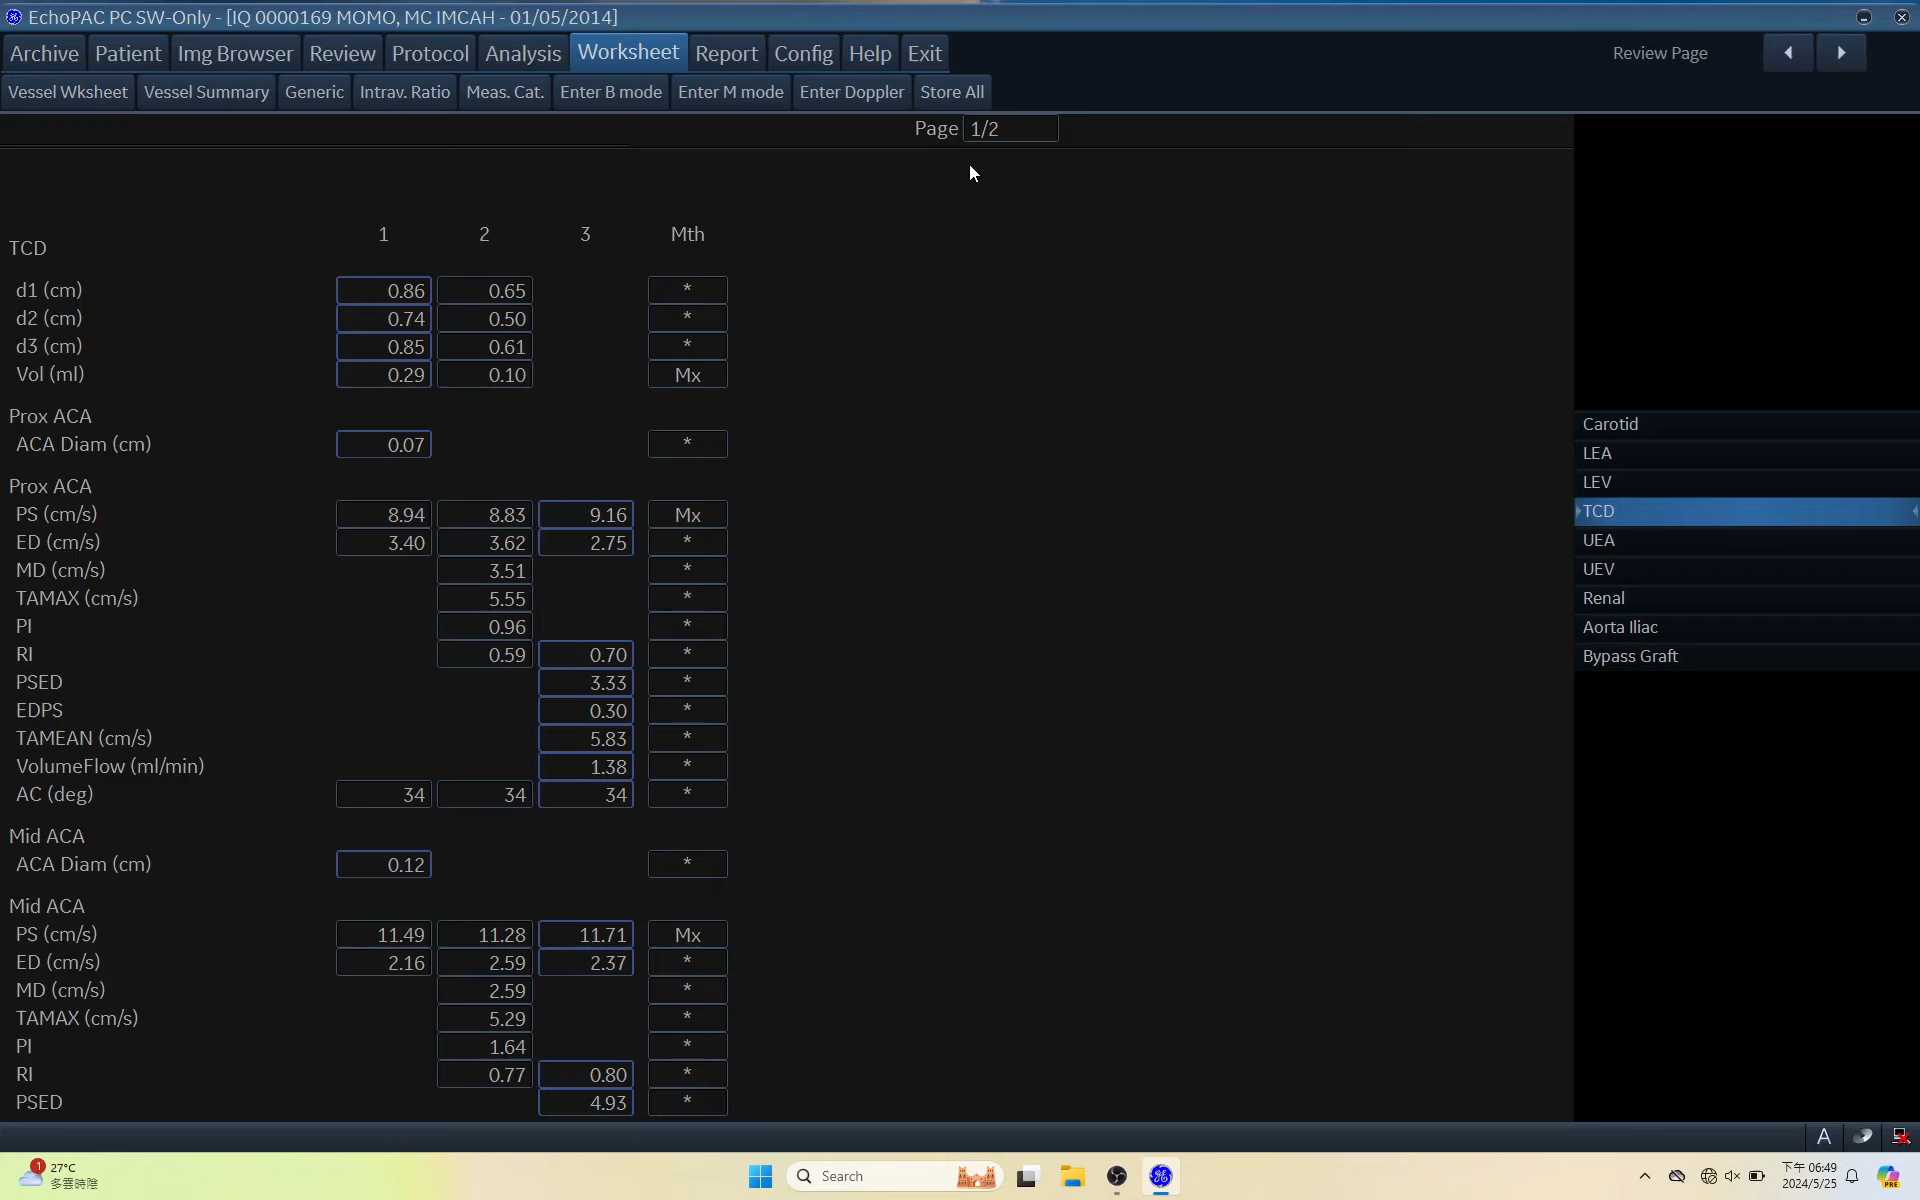 EchoPAC PC SW-Only - [IQ 0000169 MOMO, MC IMCAH - 01/05/2014]
Archive Patient Img Browser Review Protocol Analysis Worksheet Report Config Help Exit Review Page
Vessel Wksheet Vessel Summary Generic Intrav. Ratio Meas. Cat. Enter B mode Enter M mode Enter Doppler Store All
Page 1/2
1 2 3 Mth
TCD
d1 (cm) 0.86 0.65 *
d2 (cm) 0.74 0.50 *
d3 (cm) 0.85 0.61 *
Vol (ml) 0.29 0.10 Mx
Prox ACA
ACA Diam (cm) 0.07 *
Prox ACA
PS (cm/s) 8.94 8.83 9.16 Mx
ED (cm/s) 3.40 3.62 2.75 *
MD (cm/s) 3.51 *
TAMAX (cm/s) 5.55 *
PI 0.96 *
RI 0.59 0.70 *
PSED 3.33 *
EDPS 0.30 *
TAMEAN (cm/s) 5.83 *
VolumeFlow (ml/min) 1.38 *
AC (deg) 34 34 34 *
Mid ACA
ACA Diam (cm) 0.12 *
Mid ACA
PS (cm/s) 11.49 11.28 11.71 Mx
ED (cm/s) 2.16 2.59 2.37 *
MD (cm/s) 2.59 *
TAMAX (cm/s) 5.29 *
PI 1.64 *
RI 0.77 0.80 *
PSED 4.93 *
Carotid
LEA
LEV
TCD
UEA
UEV
Renal
Aorta Iliac
Bypass Graft
A
1
27°C
多雲時陰
Search
下午 06:49
2024/5/25
PRE